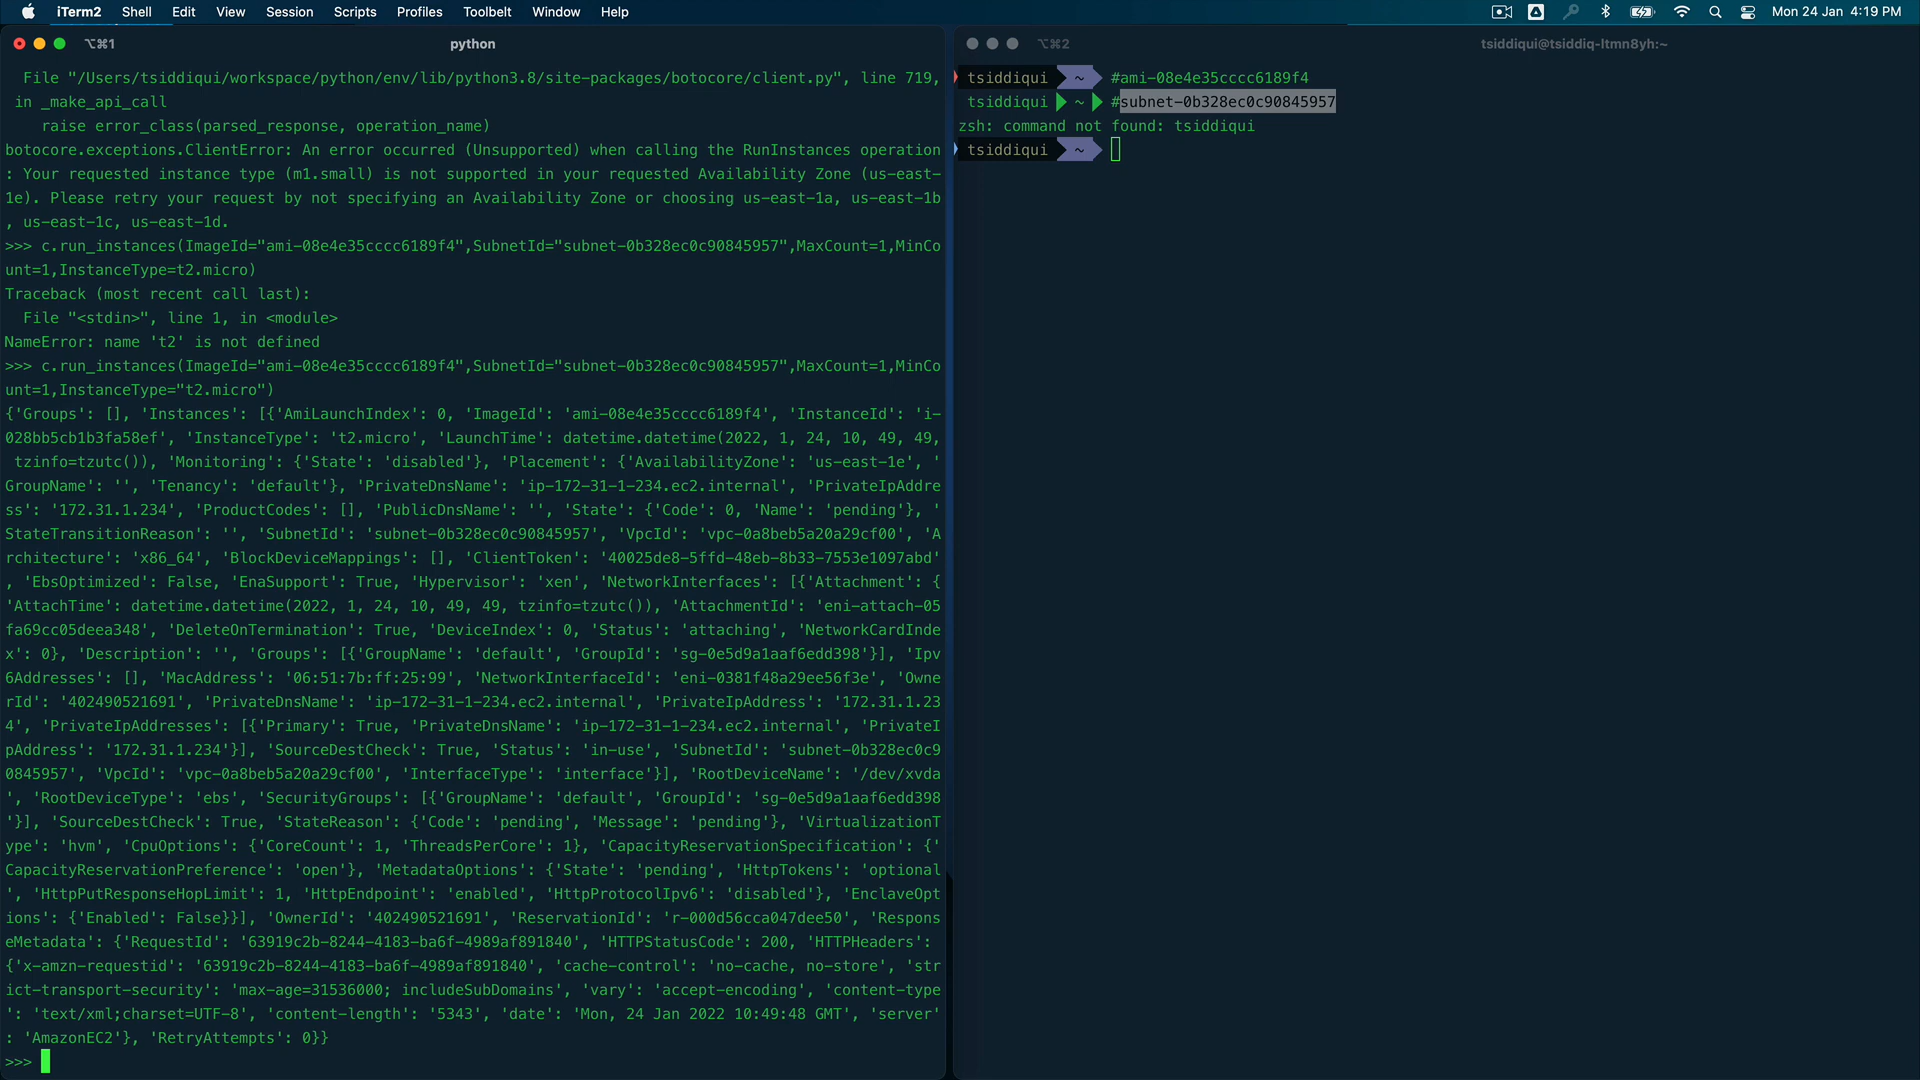 iTerm2 Shell Edit View Session Scripts Profiles Toolbelt Window Help Mon 24 Jan 4:19 PM
⌥⌘1 python
File "/Users/tsiddiqui/workspace/python/env/lib/python3.8/site-packages/botocore/client.py", line 719,
in _make_api_call
raise error_class(parsed_response, operation_name)
botocore.exceptions.ClientError: An error occurred (Unsupported) when calling the RunInstances operation
: Your requested instance type (m1.small) is not supported in your requested Availability Zone (us-east-
1e). Please retry your request by not specifying an Availability Zone or choosing us-east-1a, us-east-1b
, us-east-1c, us-east-1d.
>>> c.run_instances(ImageId="ami-08e4e35cccc6189f4",SubnetId="subnet-0b328ec0c90845957",MaxCount=1,MinCo
unt=1,InstanceType=t2.micro)
Traceback (most recent call last):
File "<stdin>", line 1, in <module>
NameError: name 't2' is not defined
>>> c.run_instances(ImageId="ami-08e4e35cccc6189f4",SubnetId="subnet-0b328ec0c90845957",MaxCount=1,MinCo
unt=1,InstanceType="t2.micro")
{'Groups': [], 'Instances': [{'AmiLaunchIndex': 0, 'ImageId': 'ami-08e4e35cccc6189f4', 'InstanceId': 'i-
028bb5cb1b3fa58ef', 'InstanceType': 't2.micro', 'LaunchTime': datetime.datetime(2022, 1, 24, 10, 49, 49,
tzinfo=tzutc()), 'Monitoring': {'State': 'disabled'}, 'Placement': {'AvailabilityZone': 'us-east-1e', '
GroupName': '', 'Tenancy': 'default'}, 'PrivateDnsName': 'ip-172-31-1-234.ec2.internal', 'PrivateIpAddre
ss': '172.31.1.234', 'ProductCodes': [], 'PublicDnsName': '', 'State': {'Code': 0, 'Name': 'pending'}, '
StateTransitionReason': '', 'SubnetId': 'subnet-0b328ec0c90845957', 'VpcId': 'vpc-0a8beb5a20a29cf00', 'A
rchitecture': 'x86_64', 'BlockDeviceMappings': [], 'ClientToken': '40025de8-5ffd-48eb-8b33-7553e1097abd'
, 'EbsOptimized': False, 'EnaSupport': True, 'Hypervisor': 'xen', 'NetworkInterfaces': [{'Attachment': {
'AttachTime': datetime.datetime(2022, 1, 24, 10, 49, 49, tzinfo=tzutc()), 'AttachmentId': 'eni-attach-05
fa69cc05deea348', 'DeleteOnTermination': True, 'DeviceIndex': 0, 'Status': 'attaching', 'NetworkCardInde
x': 0}, 'Description': '', 'Groups': [{'GroupName': 'default', 'GroupId': 'sg-0e5d9a1aaf6edd398'}], 'Ipv
6Addresses': [], 'MacAddress': '06:51:7b:ff:25:99', 'NetworkInterfaceId': 'eni-0381f48a29ee56f3e', 'Owne
rId': '402490521691', 'PrivateDnsName': 'ip-172-31-1-234.ec2.internal', 'PrivateIpAddress': '172.31.1.23
4', 'PrivateIpAddresses': [{'Primary': True, 'PrivateDnsName': 'ip-172-31-1-234.ec2.internal', 'PrivateI
pAddress': '172.31.1.234'}], 'SourceDestCheck': True, 'Status': 'in-use', 'SubnetId': 'subnet-0b328ec0c9
0845957', 'VpcId': 'vpc-0a8beb5a20a29cf00', 'InterfaceType': 'interface'}], 'RootDeviceName': '/dev/xvda
', 'RootDeviceType': 'ebs', 'SecurityGroups': [{'GroupName': 'default', 'GroupId': 'sg-0e5d9a1aaf6edd398
'}], 'SourceDestCheck': True, 'StateReason': {'Code': 'pending', 'Message': 'pending'}, 'VirtualizationT
ype': 'hvm', 'CpuOptions': {'CoreCount': 1, 'ThreadsPerCore': 1}, 'CapacityReservationSpecification': {'
CapacityReservationPreference': 'open'}, 'MetadataOptions': {'State': 'pending', 'HttpTokens': 'optional
', 'HttpPutResponseHopLimit': 1, 'HttpEndpoint': 'enabled', 'HttpProtocolIpv6': 'disabled'}, 'EnclaveOpt
ions': {'Enabled': False}}], 'OwnerId': '402490521691', 'ReservationId': 'r-000d56cca047dee50', 'Respons
eMetadata': {'RequestId': '63919c2b-8244-4183-ba6f-4989af891840', 'HTTPStatusCode': 200, 'HTTPHeaders':
{'x-amzn-requestid': '63919c2b-8244-4183-ba6f-4989af891840', 'cache-control': 'no-cache, no-store', 'str
ict-transport-security': 'max-age=31536000; includeSubDomains', 'vary': 'accept-encoding', 'content-type
': 'text/xml;charset=UTF-8', 'content-length': '5343', 'date': 'Mon, 24 Jan 2022 10:49:48 GMT', 'server'
: 'AmazonEC2'}, 'RetryAttempts': 0}}
>>>
⌥⌘2 tsiddiqui@tsiddiq-ltmn8yh:~
tsiddiqui ~ #ami-08e4e35cccc6189f4
tsiddiqui ~ #subnet-0b328ec0c90845957
zsh: command not found: tsiddiqui
tsiddiqui ~